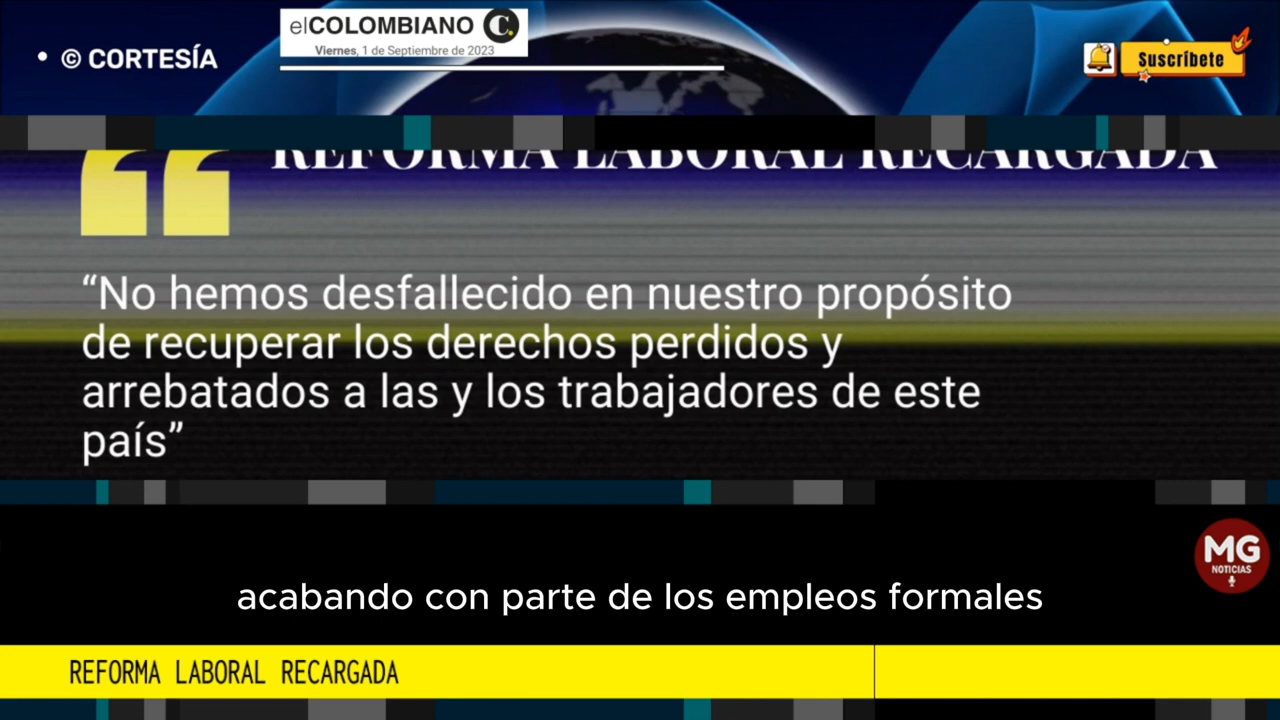 elCOLOMBIANO C.
Viernes, 1 de Septiembre de 2023
• © CORTESÍA
Suscríbete
REFORMA LABORAL RECARGADA
“No hemos desfallecido en nuestro propósito
de recuperar los derechos perdidos y
arrebatados a las y los trabajadores de este
país”
MG
NOTICIAS
acabando con parte de los empleos formales
REFORMA LABORAL RECARGADA